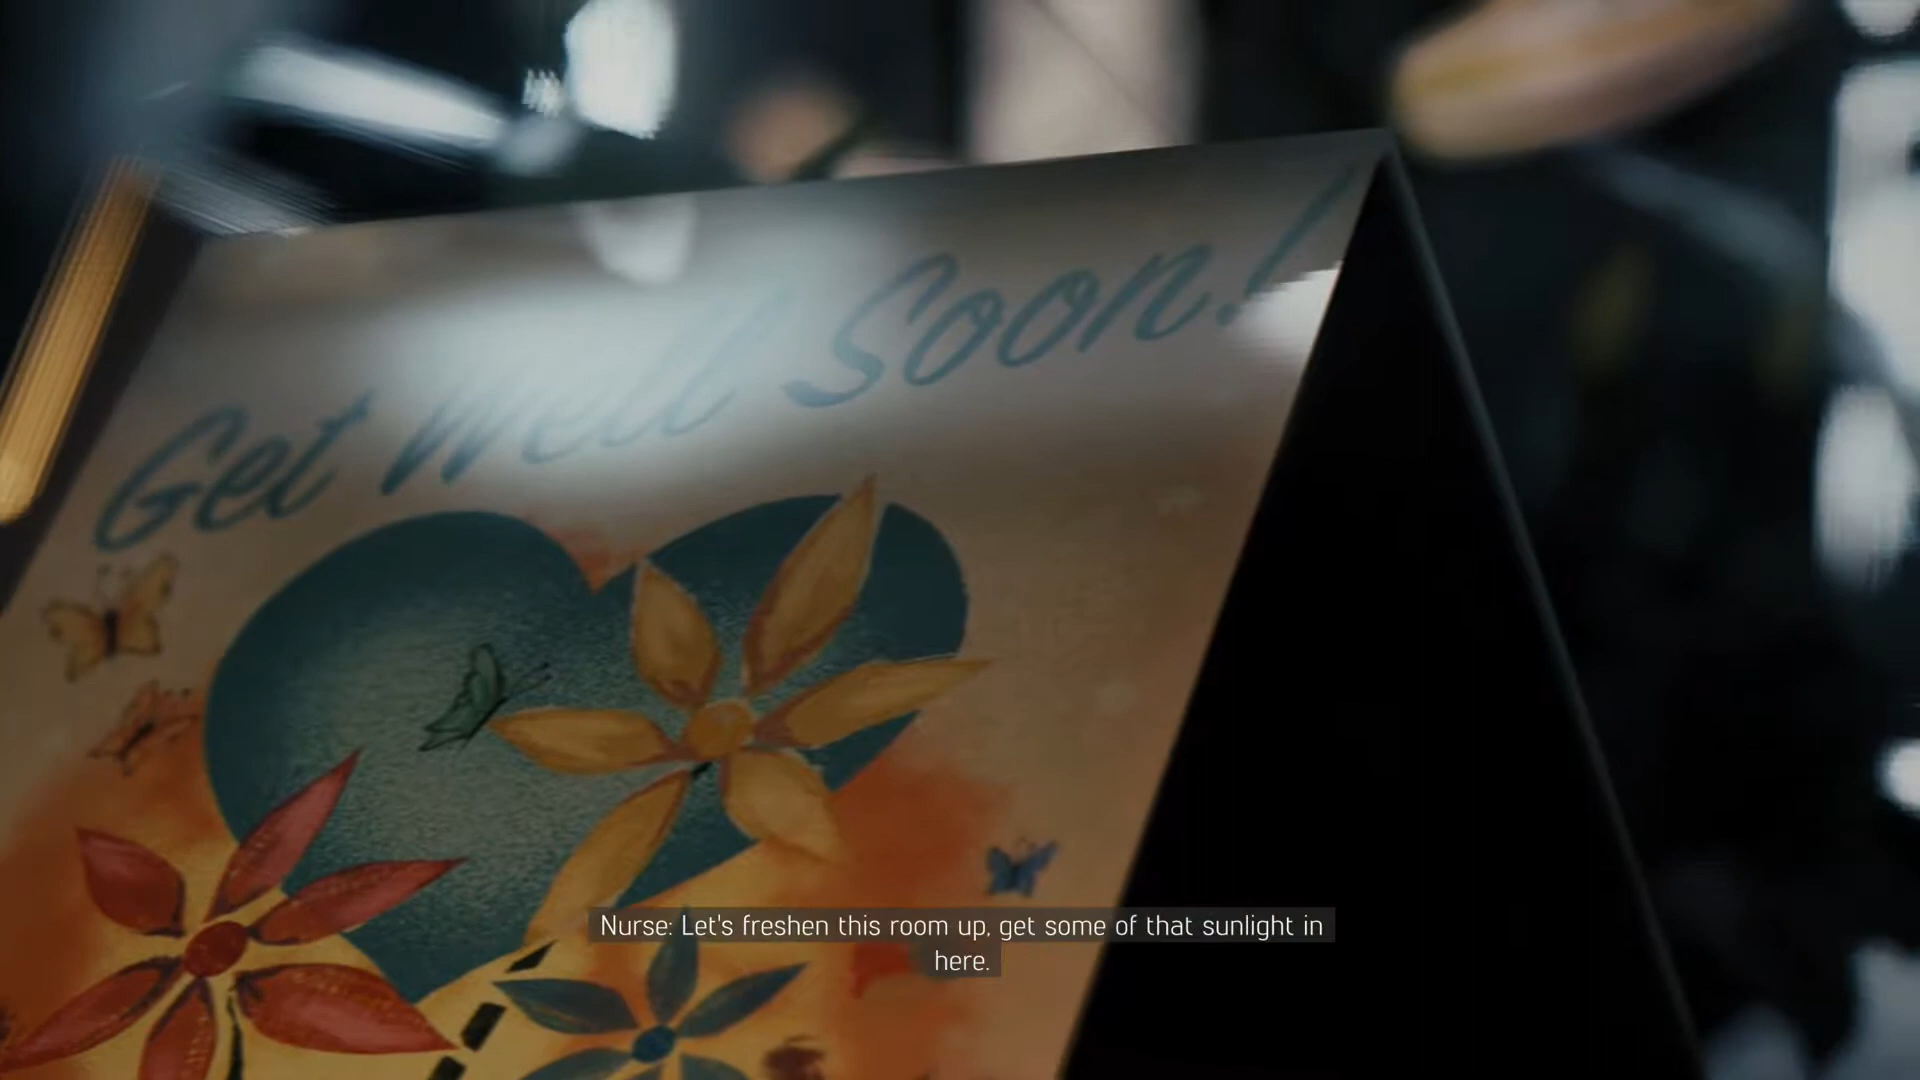 Get Well Soon!
Nurse: Let's freshen this room up, get some of that sunlight in
here.